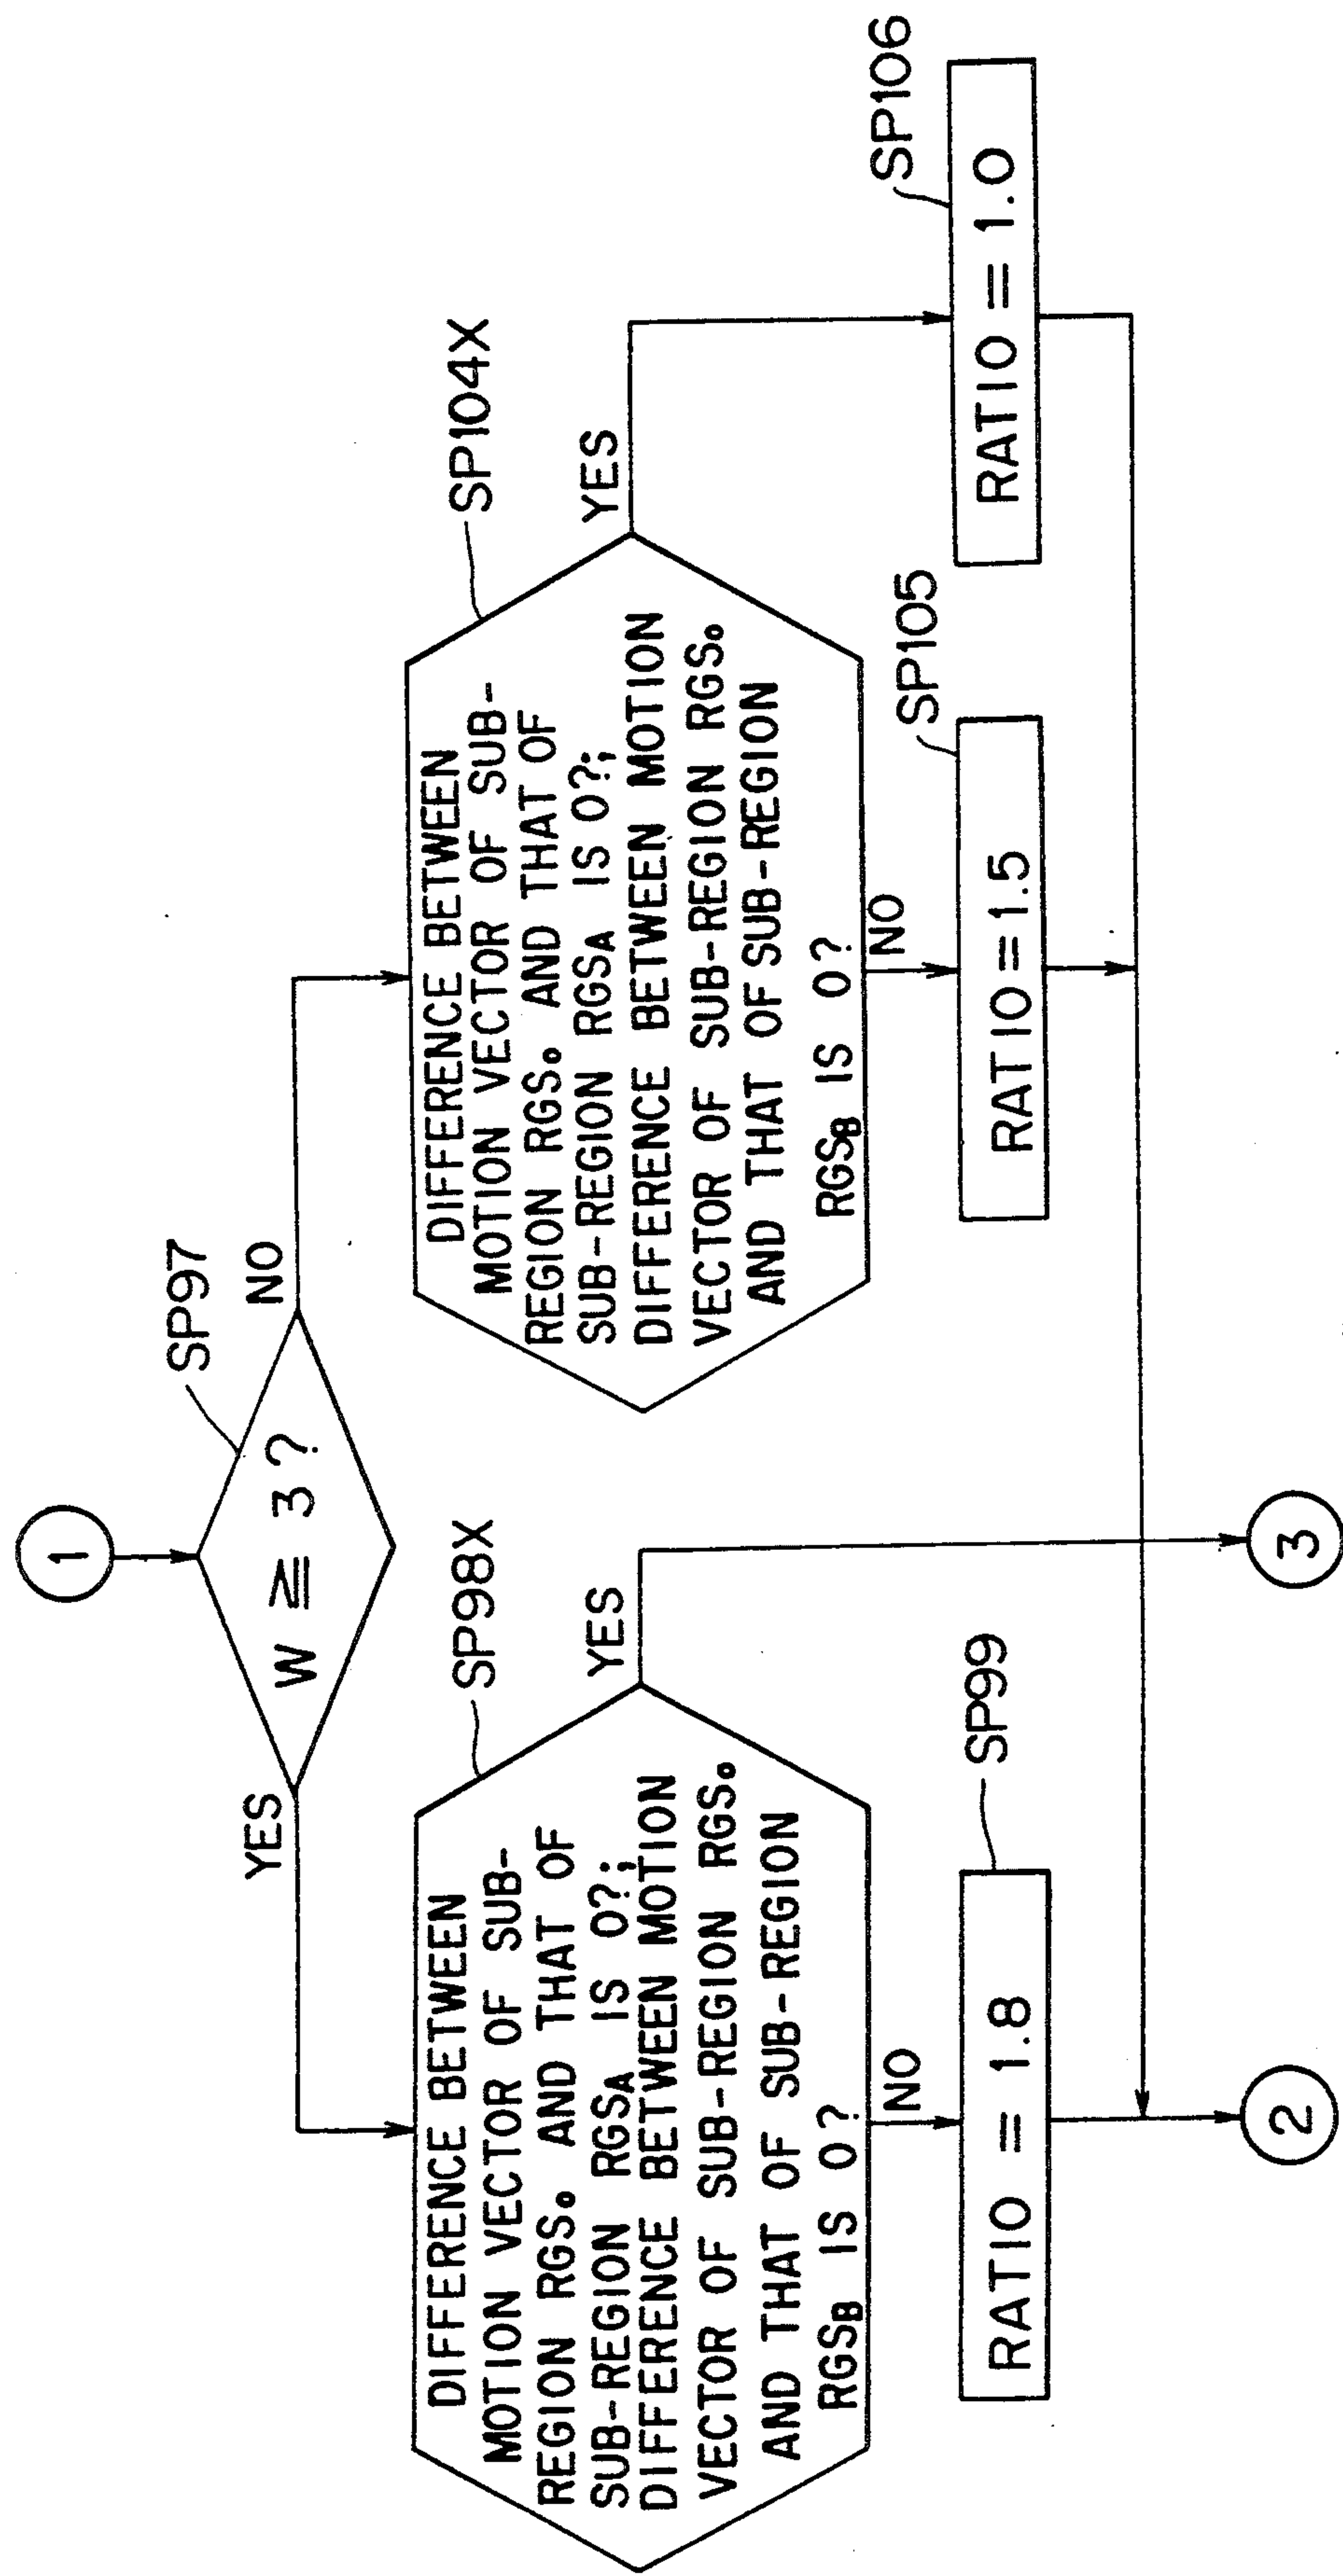 1
SP97
W ≧ 3 ?
YES
NO
SP98X
DIFFERENCE BETWEEN
MOTION VECTOR OF SUB-
REGION RGS₀ AND THAT OF
SUB-REGION RGSA IS 0?;
DIFFERENCE BETWEEN MOTION
VECTOR OF SUB-REGION RGS₀
AND THAT OF SUB-REGION
RGSB IS 0?
YES
NO
SP104X
DIFFERENCE BETWEEN
MOTION VECTOR OF SUB-
REGION RGS₀ AND THAT OF
SUB-REGION RGSA IS 0?;
DIFFERENCE BETWEEN MOTION
VECTOR OF SUB-REGION RGS₀
AND THAT OF SUB-REGION
RGSB IS 0?
YES
NO
SP99
RATIO = 1.8
SP105
RATIO = 1.5
SP106
RATIO = 1.0
2
3